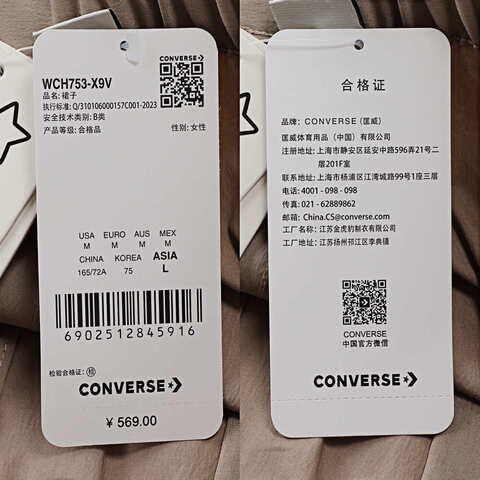 CONVERSE
WCH753-X9V
品名: 裙子
执行标准: Q/310106000157C001-2023
安全技术类别: B类
产品等级: 合格品
性别: 女性
USA EURO AUS MEX
M M M M
CHINA KOREA ASIA
165/72A 75 L
6902512845916
检验合格证: 检
CONVERSE
¥ 569.00
合格证
品牌: CONVERSE (匡威)
匡威体育用品（中国）有限公司
注册地址: 上海市静安区延安中路596弄21号二
层201F室
联系地址: 上海市杨浦区江湾城路99号1座三层
电话: 4001 - 098 - 098
传真: 021 - 62889862
邮箱: China.CS@converse.com
工厂名称: 江苏金虎豹制衣有限公司
工厂地址: 江苏扬州邗江区李典镇
CONVERSE
中国官方微信
CONVERSE